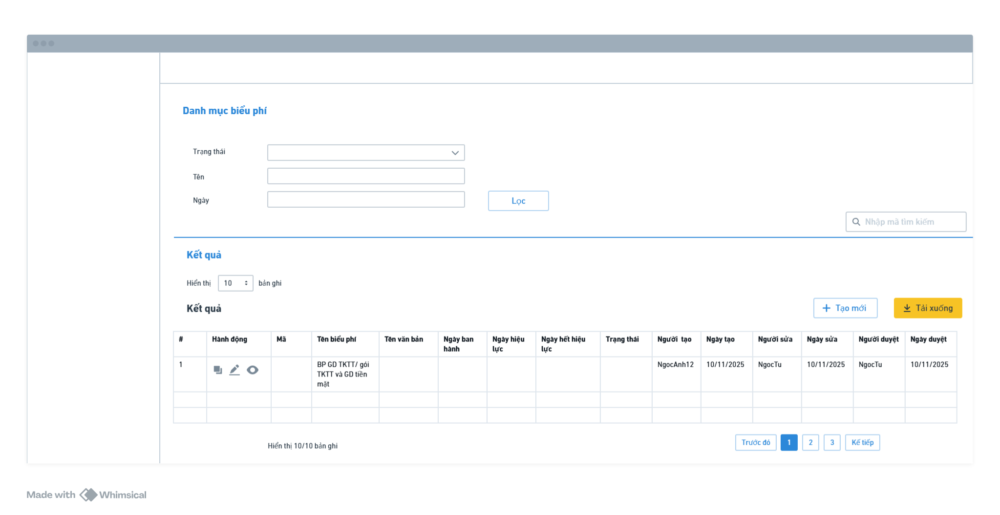 Danh mục biểu phí
Trạng thái
Tên
Ngày
Lọc
Nhập mã tìm kiếm
Kết quả
Hiển thị 10 bản ghi
Kết quả
Tạo mới
Tải xuống
# Hành động Mã Tên biểu phí Tên văn bản Ngày ban hành Ngày hiệu lực Ngày hết hiệu lực Trạng thái Người tạo Ngày tạo Người sửa Ngày sửa Người duyệt Ngày duyệt
1 BP GD TKTT/ gói TKTT và GD tiền mặt NgocAnh12 10/11/2025 NgocTu 10/11/2025 NgocTu 10/11/2025
Hiển thị 10/10 bản ghi
Trước đó 1 2 3 Kế tiếp
Made with Whimsical